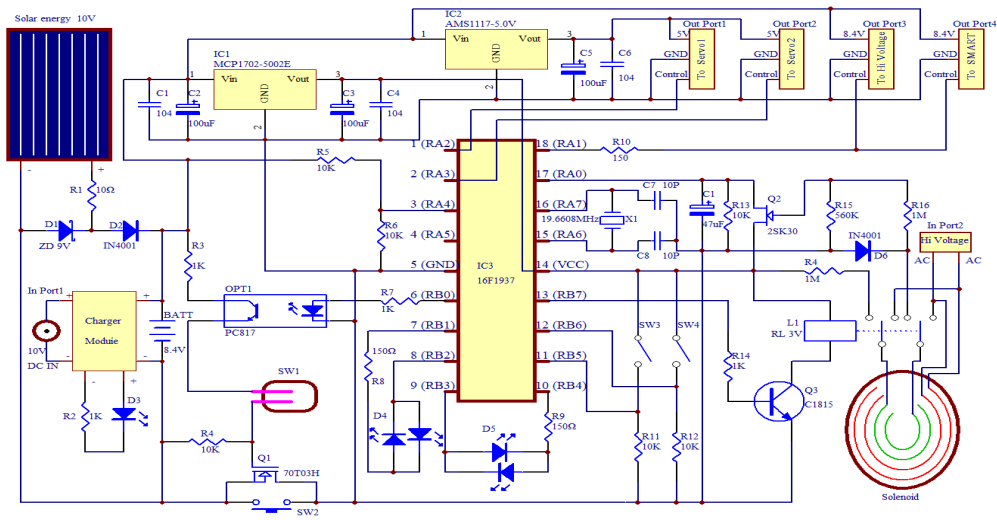 Solar energy 10V
IC1
MCP1702-5002E
Vin Vout
GND
1
3
2
IC2
AMS1117-5.0V
Vin Vout
GND
1
3
2
C5
100uF
C6
104
Out Port1
5V
GND
Control
To Servo1
Out Port2
5V
GND
Control
To Servo2
Out Port3
8.4V
GND
Control
To Hi Voltage
Out Port4
8.4V
GND
Control
To SMART
C1
104
C2
100uF
C3
100uF
C4
104
-
+
R1
10Ω
D1
ZD 9V
D2
IN4001
R3
1K
R5
10K
R6
10K
1 (RA2)
2 (RA3)
3 (RA4)
4 (RA5)
5 (GND)
6 (RB0)
7 (RB1)
8 (RB2)
9 (RB3)
18 (RA1)
17 (RA0)
16 (RA7)
15 (RA6)
14 (VCC)
13 (RB7)
12 (RB6)
11 (RB5)
10 (RB4)
IC3
16F1937
R10
150
19.6608MHz
X1
C7 10P
C8 10P
C1
47uF
R13
10K
Q2
2SK30
R15
560K
R16
1M
IN4001
D6
In Port2
Hi Voltage
AC AC
R4
1M
L1
RL 3V
SW3
SW4
R14
1K
Q3
C1815
R11
10K
R12
10K
Solenoid
In Port1
10V
DC IN
+
+
-
-
-
+
Charger
Moduie
BATT
8.4V
OPT1
PC817
R7
1K
SW1
R2
1K
D3
R4
10K
Q1
70T03H
SW2
150Ω
R8
D4
D5
R9
150Ω